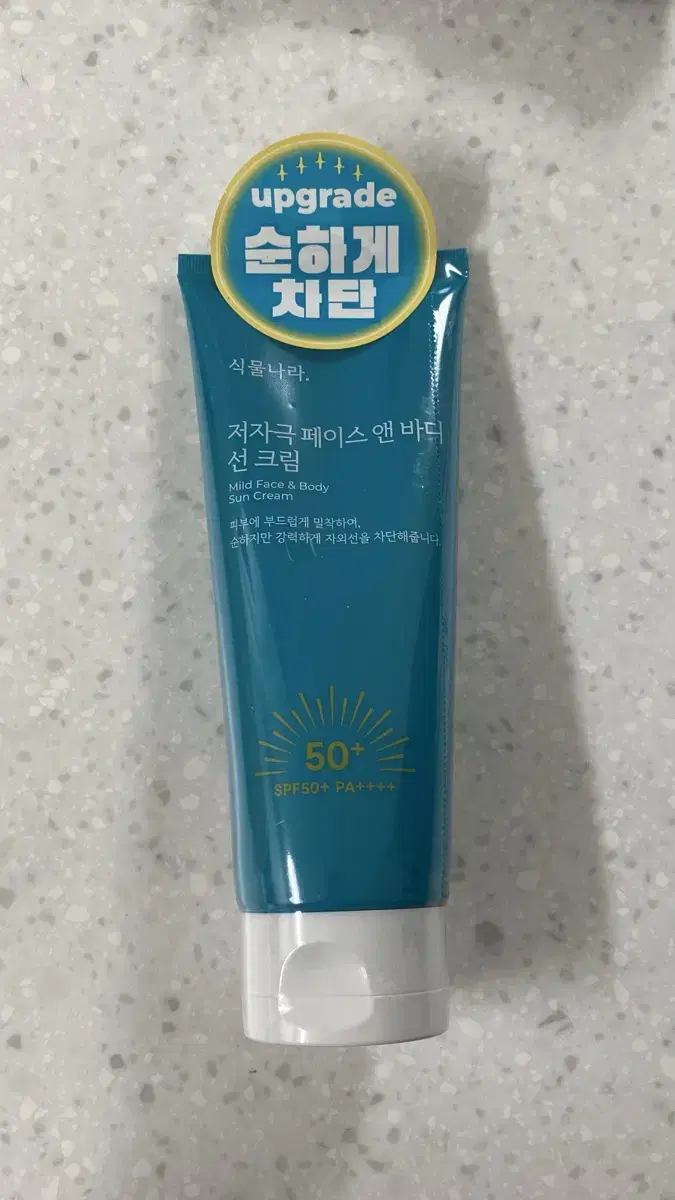 upgrade
순하게
차단
식물나라.
저자극 페이스 앤 바디
선 크림
Mild Face & Body
Sun Cream
피부에 부드럽게 밀착하여,
순하지만 강력하게 자외선을 차단해줍니다.
50+
SPF50+ PA++++